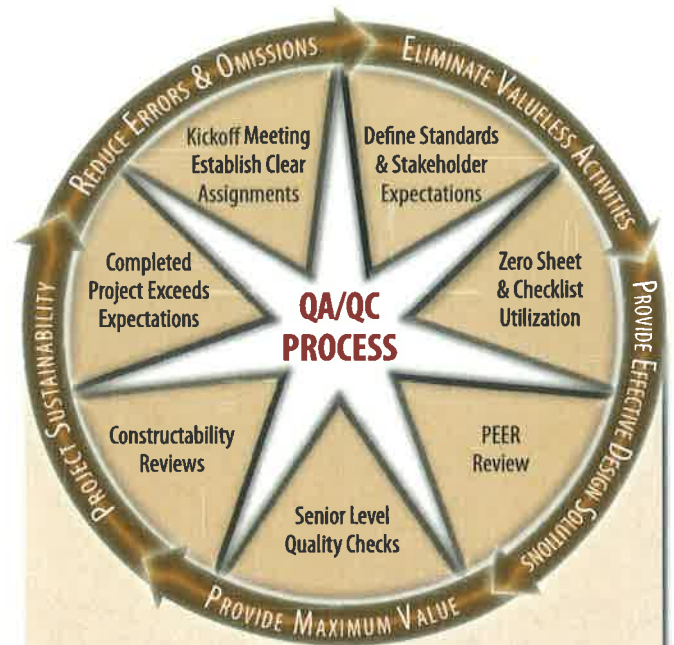 REDUCE ERRORS & OMISSIONS
ELIMINATE VALUELESS ACTIVITIES
PROVIDE EFFECTIVE DESIGN SOLUTIONS
PROVIDE MAXIMUM VALUE
PROJECT SUSTAINABILITY
Kickoff Meeting
Establish Clear
Assignments
Define Standards
& Stakeholder
Expectations
Zero Sheet
& Checklist
Utilization
PEER
Review
Senior Level
Quality Checks
Constructability
Reviews
Completed
Project Exceeds
Expectations
QA/QC
PROCESS